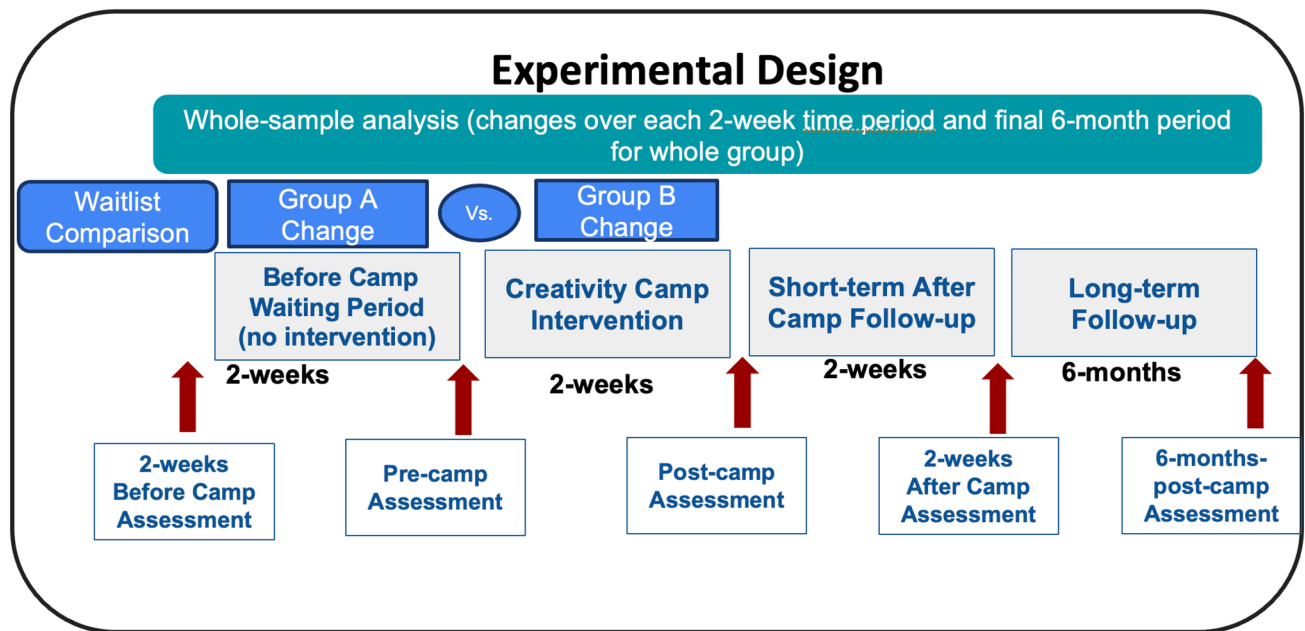 Experimental Design
Whole-sample analysis (changes over each 2-week time period and final 6-month period
for whole group)
Waitlist
Comparison
Group A
Change
Vs.
Group B
Change
Before Camp
Waiting Period
(no intervention)
Creativity Camp
Intervention
Short-term After
Camp Follow-up
Long-term
Follow-up
2-weeks
2-weeks
2-weeks
6-months
2-weeks
Before Camp
Assessment
Pre-camp
Assessment
Post-camp
Assessment
2-weeks
After Camp
Assessment
6-months-
post-camp
Assessment